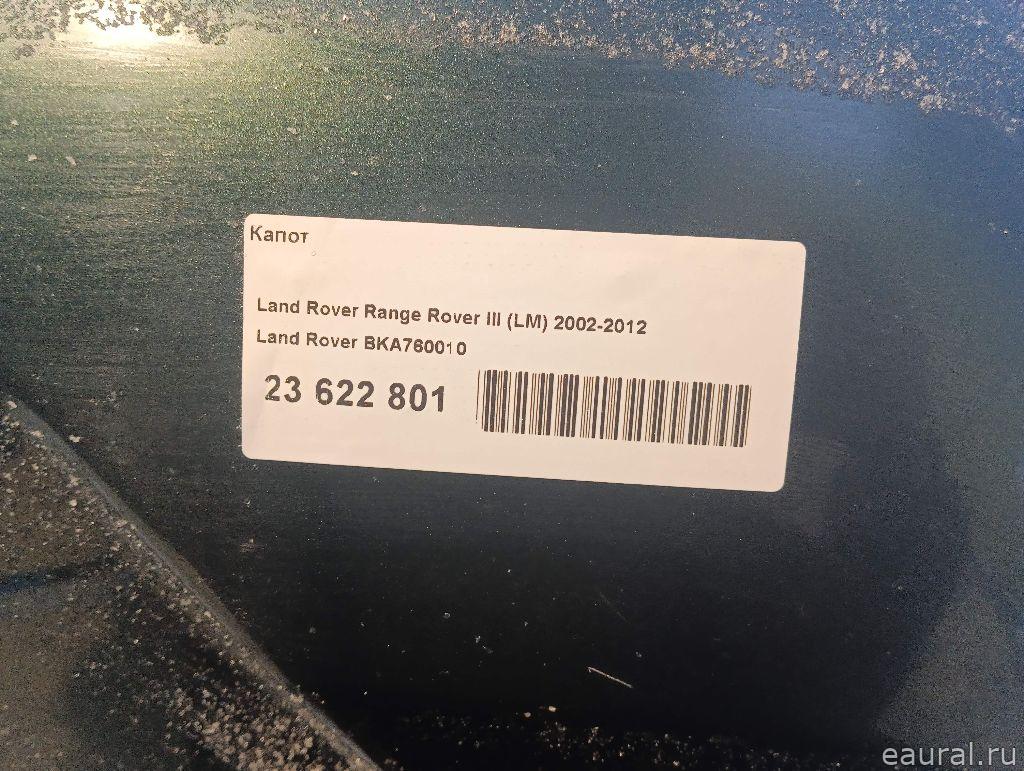 Капот
Land Rover Range Rover III (LM) 2002-2012
Land Rover BKA760010
23 622 801
eaural.ru